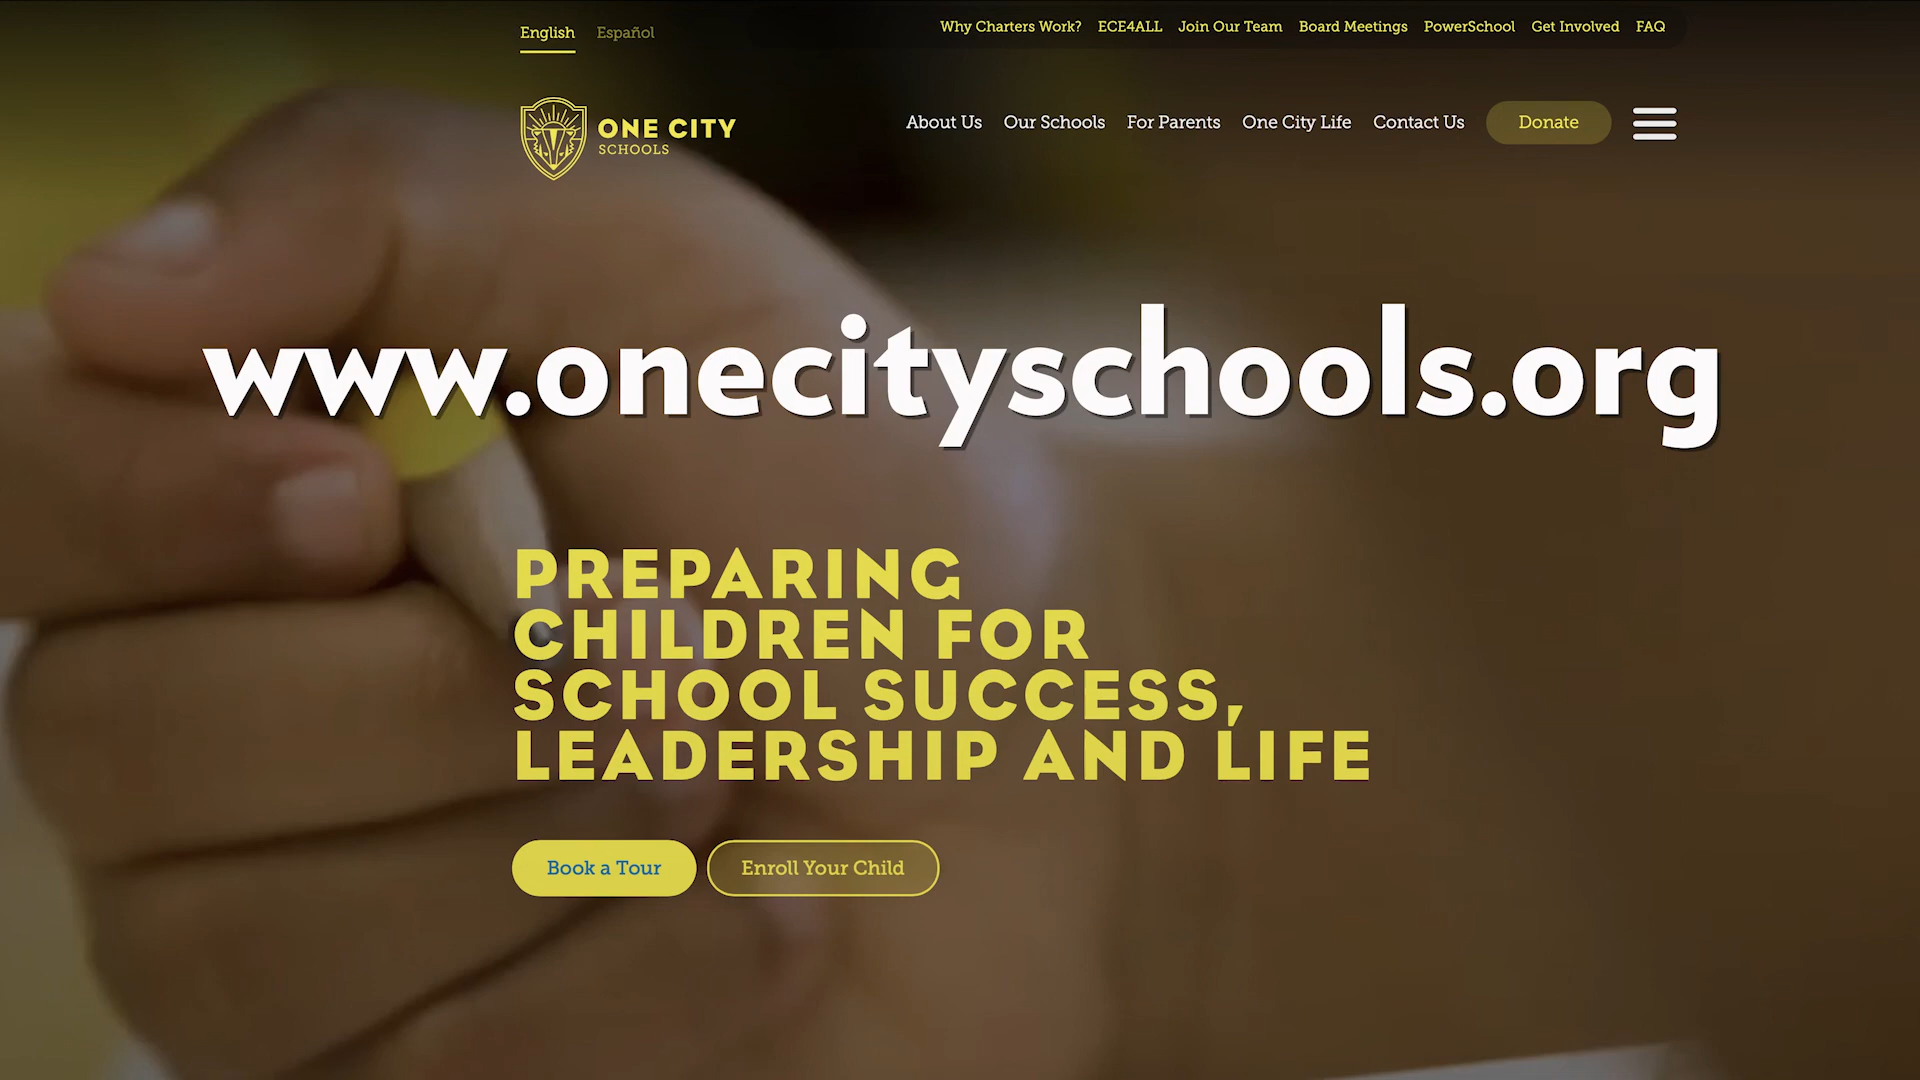 English Español
Why Charters Work? ECE4ALL Join Our Team Board Meetings PowerSchool Get Involved FAQ
ONE CITY
SCHOOLS
About Us Our Schools For Parents One City Life Contact Us Donate
www.onecityschools.org
PREPARING
CHILDREN FOR
SCHOOL SUCCESS,
LEADERSHIP AND LIFE
Book a Tour Enroll Your Child